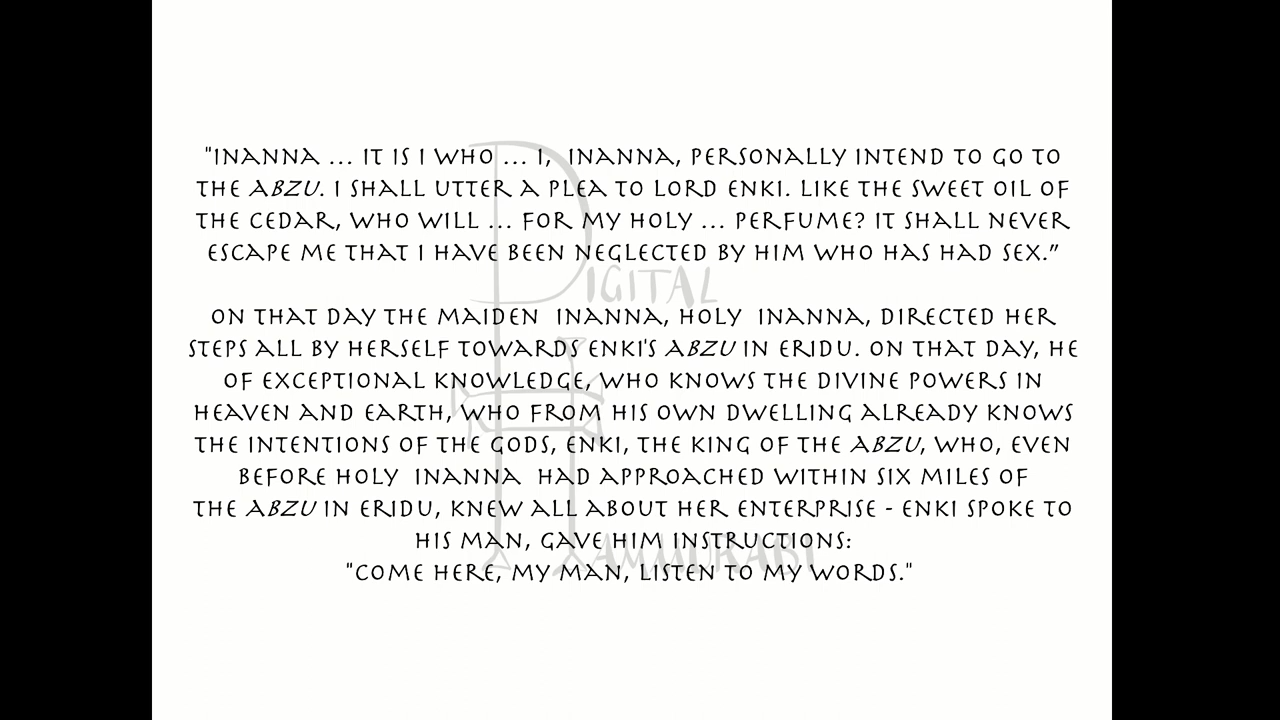 "INANNA ... IT IS I WHO ... I, INANNA, PERSONALLY INTEND TO GO TO
THE ABZU. I SHALL UTTER A PLEA TO LORD ENKI. LIKE THE SWEET OIL OF
THE CEDAR, WHO WILL ... FOR MY HOLY ... PERFUME? IT SHALL NEVER
ESCAPE ME THAT I HAVE BEEN NEGLECTED BY HIM WHO HAS HAD SEX.”
DIGITAL
ON THAT DAY THE MAIDEN INANNA, HOLY INANNA, DIRECTED HER
STEPS ALL BY HERSELF TOWARDS ENKI'S ABZU IN ERIDU. ON THAT DAY, HE
OF EXCEPTIONAL KNOWLEDGE, WHO KNOWS THE DIVINE POWERS IN
HEAVEN AND EARTH, WHO FROM HIS OWN DWELLING ALREADY KNOWS
THE INTENTIONS OF THE GODS, ENKI, THE KING OF THE ABZU, WHO, EVEN
BEFORE HOLY INANNA HAD APPROACHED WITHIN SIX MILES OF
THE ABZU IN ERIDU, KNEW ALL ABOUT HER ENTERPRISE - ENKI SPOKE TO
HIS MAN, GAVE HIM INSTRUCTIONS:
HAMMURABI
"COME HERE, MY MAN, LISTEN TO MY WORDS."